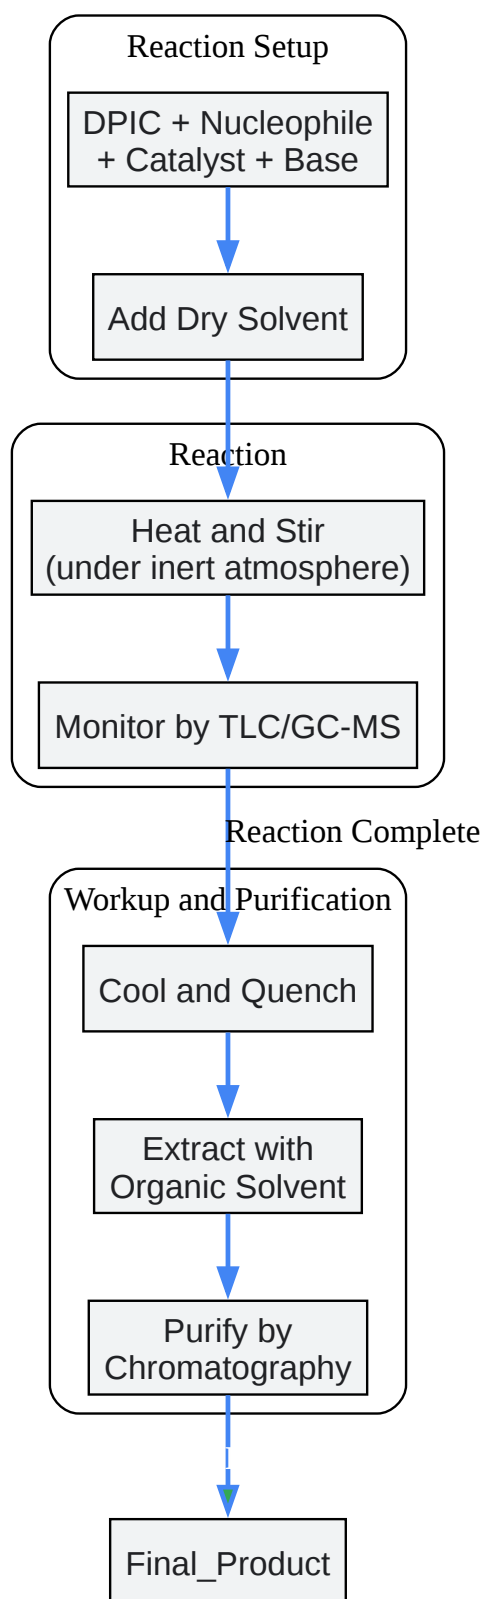 Reaction Setup
DPIC + Nucleophile
+ Catalyst + Base
Add Dry Solvent
Reaction
Heat and Stir
(under inert atmosphere)
Monitor by TLC/GC-MS
Reaction Complete
Workup and Purification
Cool and Quench
Extract with
Organic Solvent
Purify by
Chromatography
Final_Product